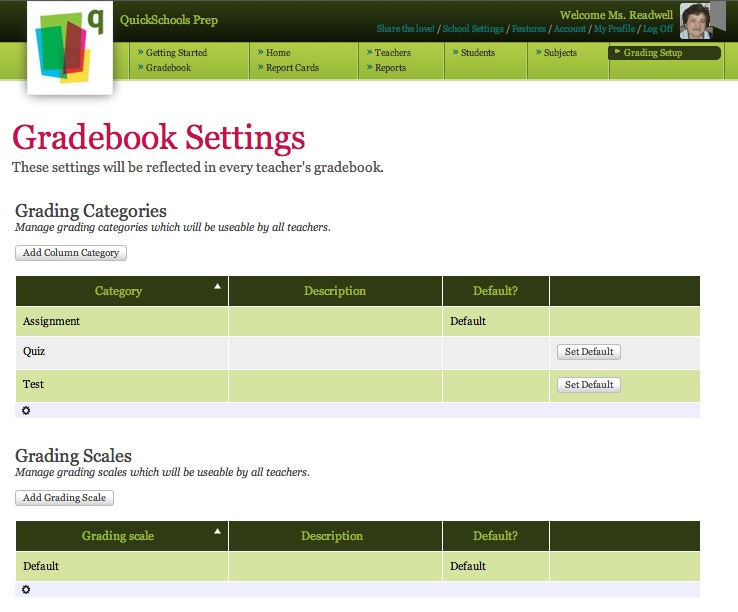 q
QuickSchools Prep
Welcome Ms. Readwell
Share the love! / School Settings / Features / Account / My Profile / Log Off
» Getting Started
» Gradebook
» Home
» Report Cards
» Teachers
» Reports
» Students
» Subjects
Grading Setup
Gradebook Settings
These settings will be reflected in every teacher's gradebook.
Grading Categories
Manage grading categories which will be useable by all teachers.
Add Column Category
Category Description Default?
Assignment Default
Quiz Set Default
Test Set Default
Grading Scales
Manage grading scales which will be useable by all teachers.
Add Grading Scale
Grading scale Description Default?
Default Default